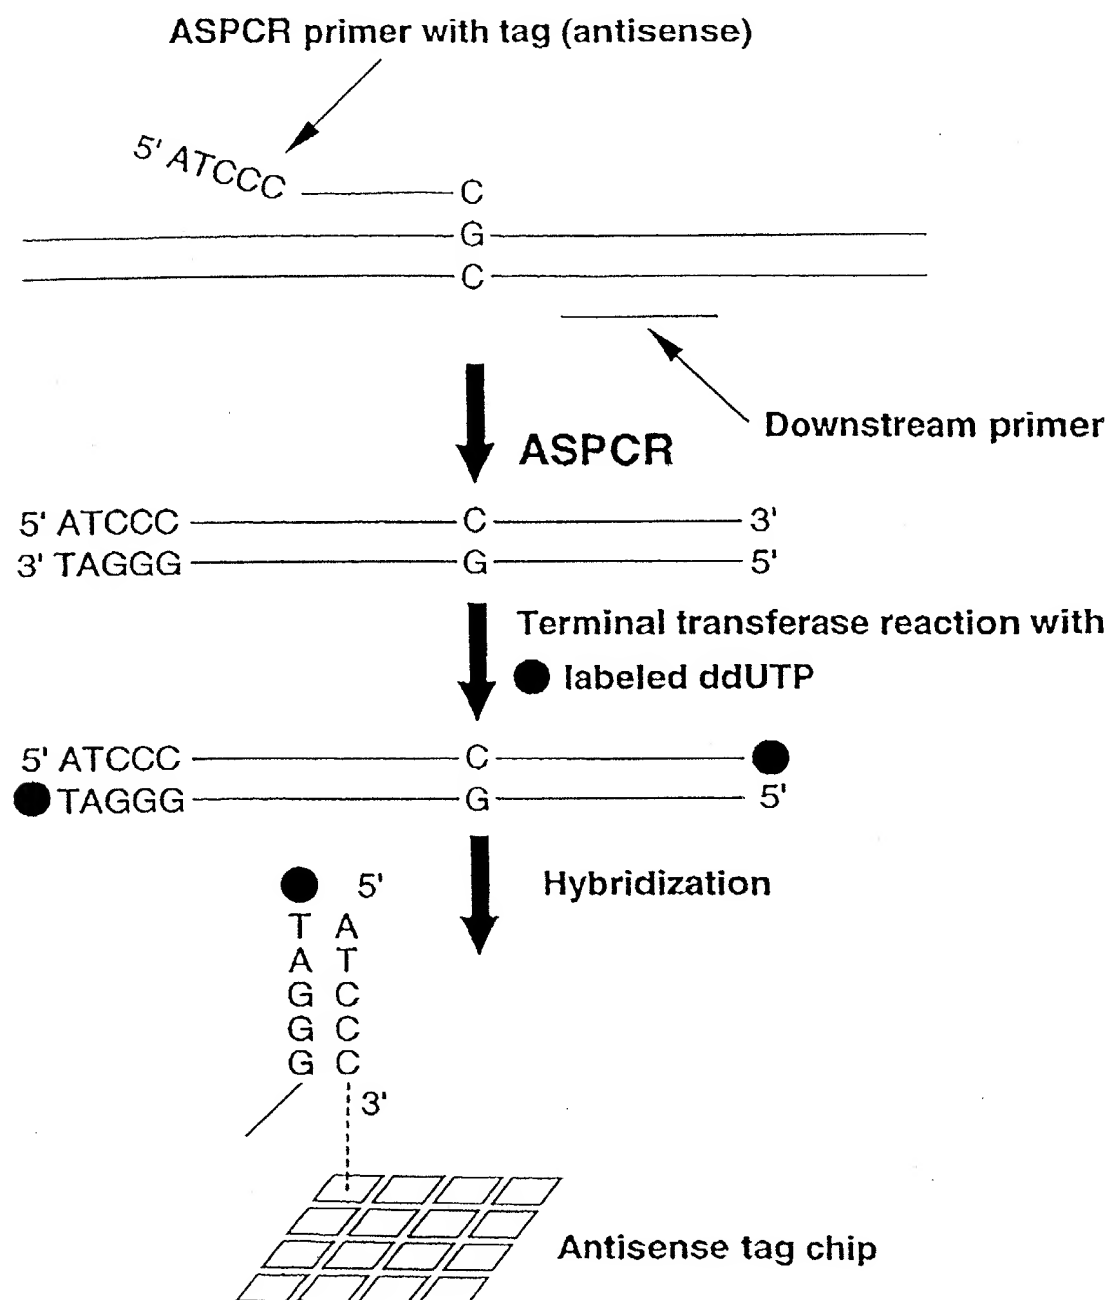 ASPCR primer with tag (antisense)
5' ATCCC
C
G
C
Downstream primer
ASPCR
5' ATCCC C 3'
3' TAGGG G 5'
Terminal transferase reaction with
labeled ddUTP
5' ATCCC C
TAGGG G 5'
Hybridization
5'
T A
A T
G C
G C
G C
3'
Antisense tag chip